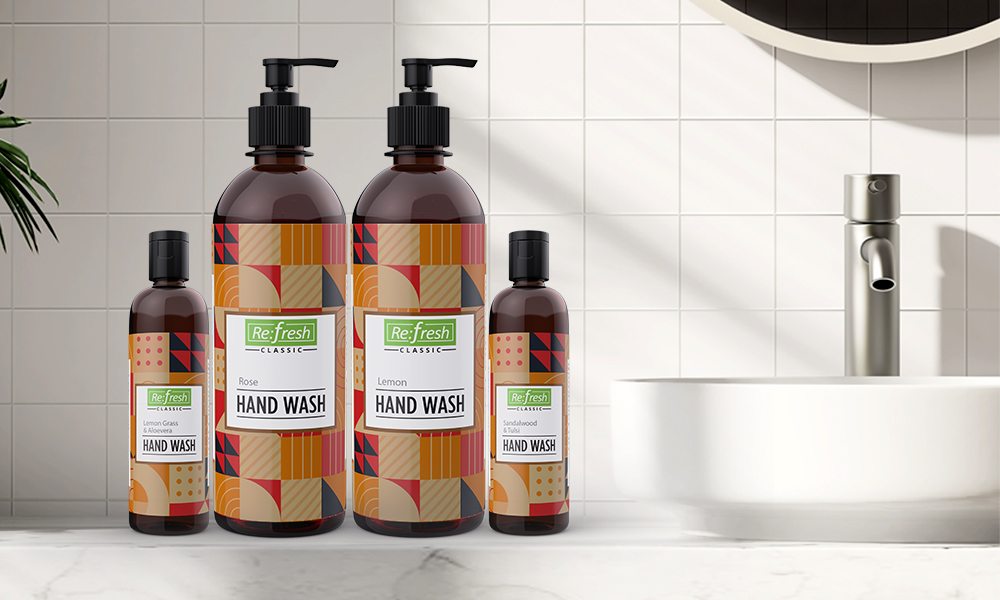 Re:fresh
CLASSIC
Lemon Grass
& Aloevera
HAND WASH
Re:fresh
CLASSIC
Rose
HAND WASH
Re:fresh
CLASSIC
Lemon
HAND WASH
Re:fresh
CLASSIC
Sandalwood
& Tulsi
HAND WASH